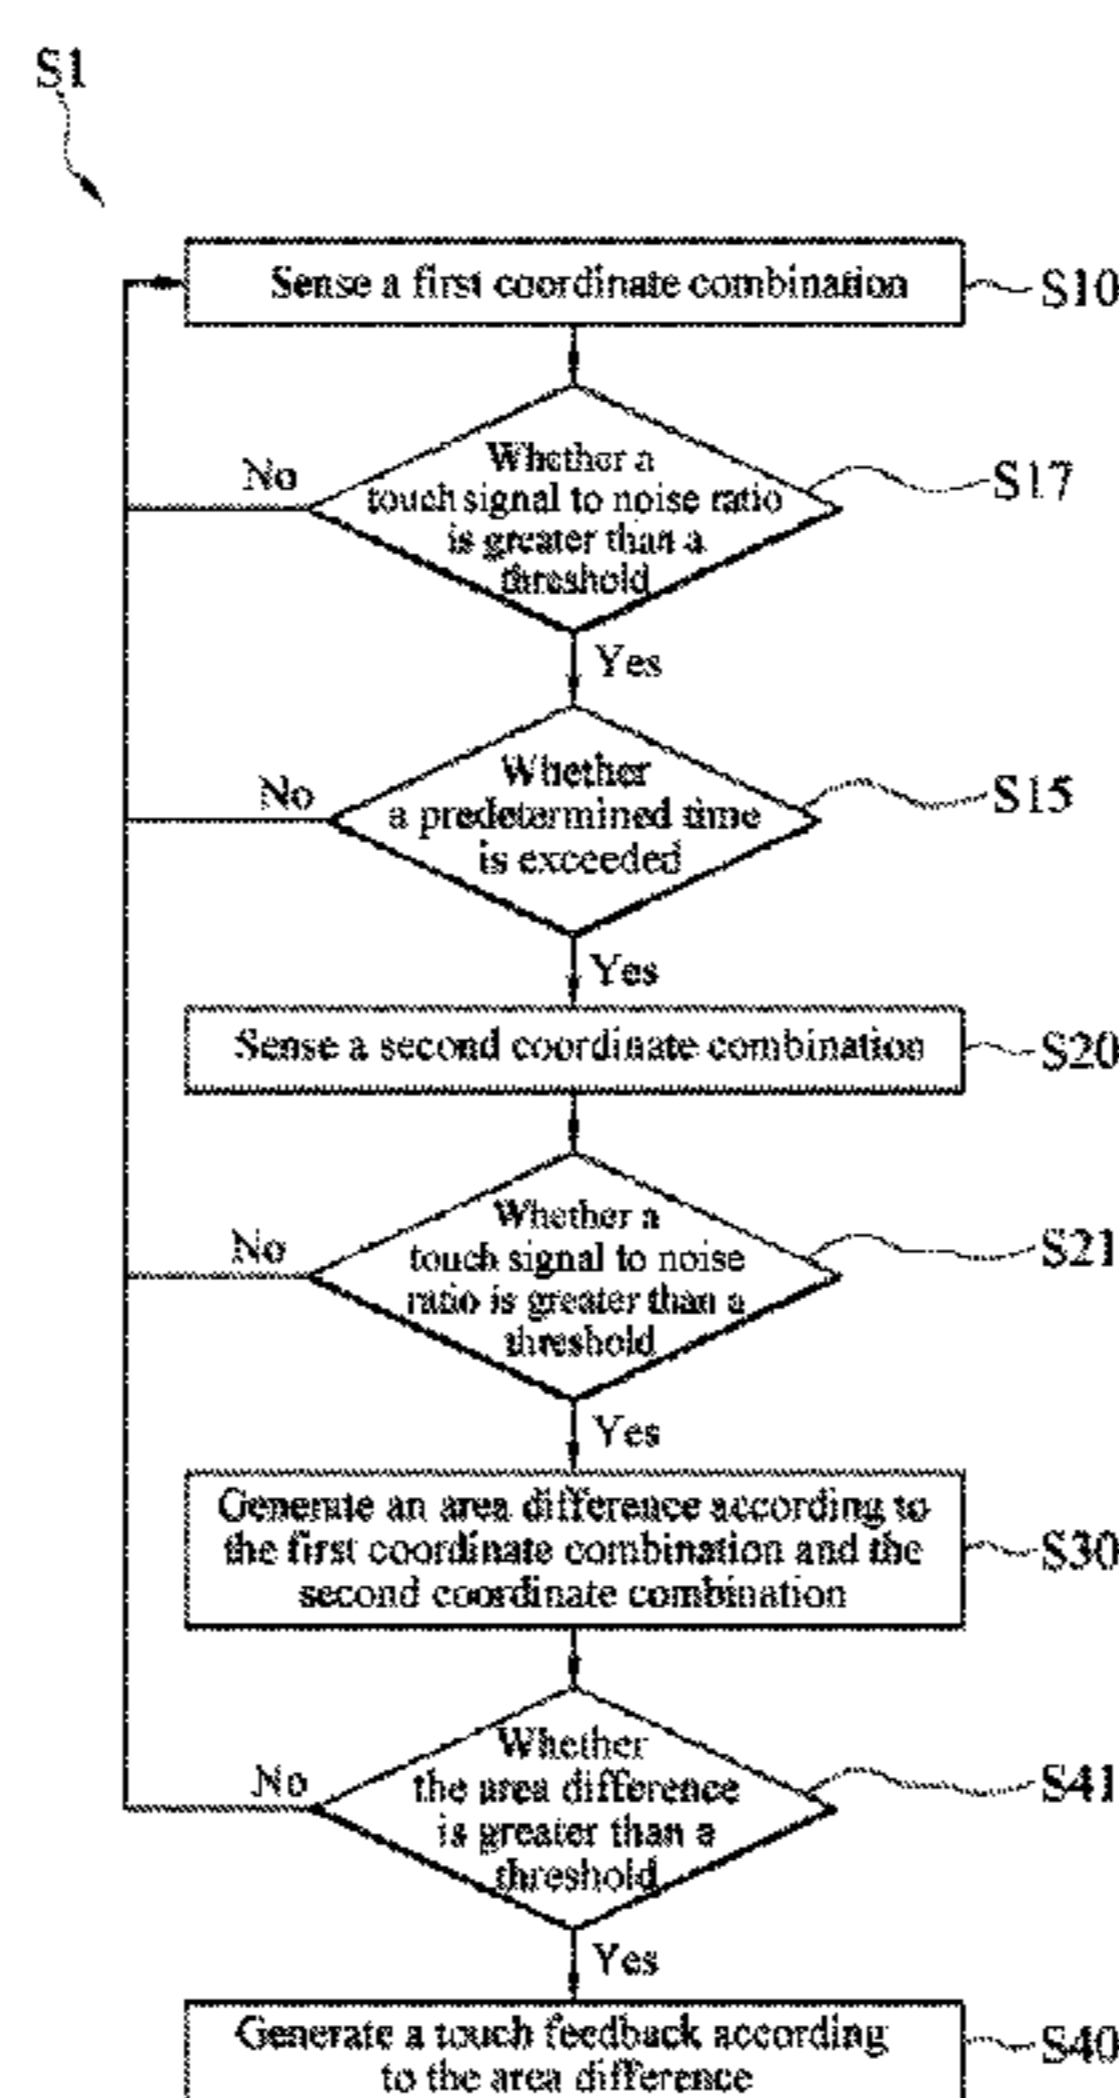 S1
Sense a first coordinate combination
S10
Whether a
touch signal to noise ratio
is greater than a
threshold
S17
No
Yes
Whether
a predetermined time
is exceeded
S15
No
Yes
Sense a second coordinate combination
S20
Whether a
touch signal to noise
ratio is greater than a
threshold
S21
No
Yes
Generate an area difference according to
the first coordinate combination and the
second coordinate combination
S30
Whether
the area difference
is greater than a
threshold
S41
No
Yes
Generate a touch feedback according
to the area difference
S40